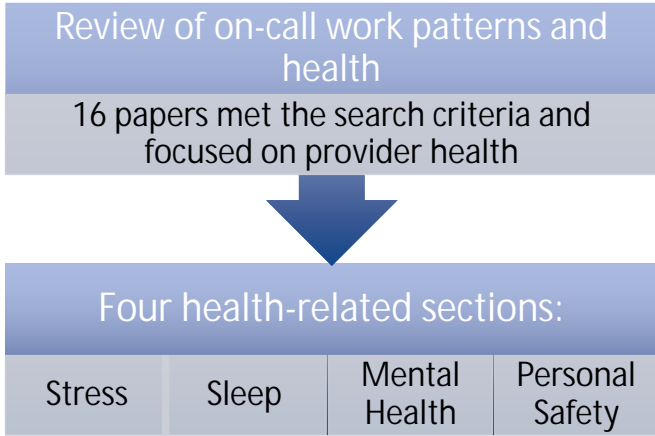 Review of on-call work patterns and
health
16 papers met the search criteria and
focused on provider health
Four health-related sections:
Stress
Sleep
Mental
Health
Personal
Safety